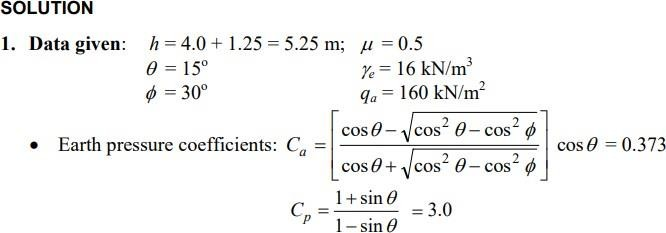 SOLUTION
1. Data given: h = 4.0 + 1.25 = 5.25 m; μ = 0.5
θ = 15° γe = 16 kN/m³
ϕ = 30° qa = 160 kN/m²
• Earth pressure coefficients: Ca = [(cos θ − √(cos² θ − cos² ϕ)) / (cos θ + √(cos² θ − cos² ϕ))] cos θ = 0.373
Cp = (1 + sin θ) / (1 − sin θ) = 3.0